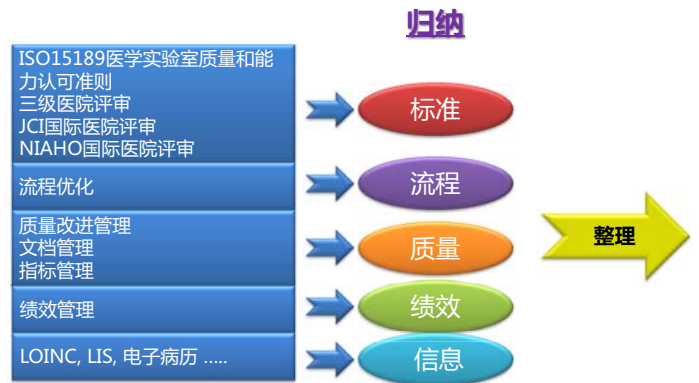 归纳
ISO15189医学实验室质量和能
力认可准则
三级医院评审
JCI国际医院评审
NIAHO国际医院评审
标准
流程优化
流程
质量改进管理
文档管理
指标管理
质量
整理
绩效管理
绩效
LOINC, LIS, 电子病历 .....
信息